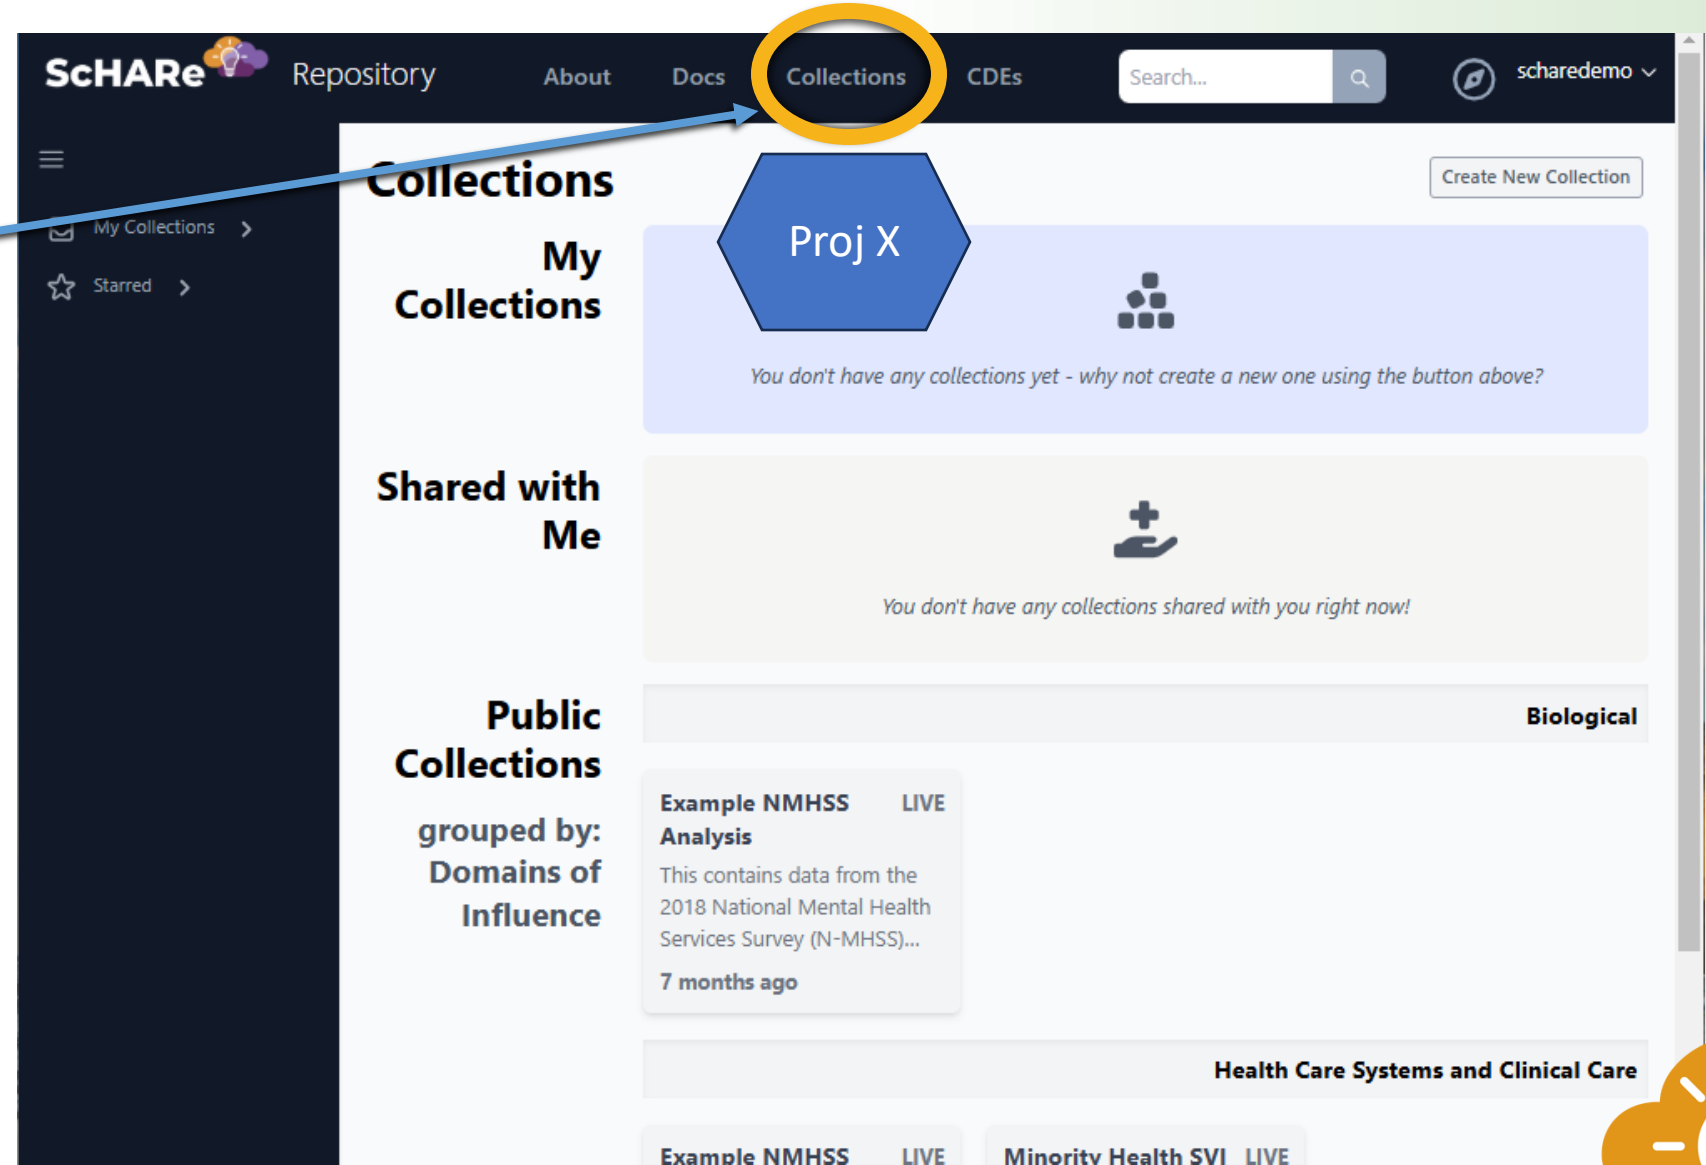 ScHARe Repository About Docs Collections CDEs Search... scharedemo
Collections
Create New Collection
My Collections
Starred
Proj X
My
Collections
You don't have any collections yet - why not create a new one using the button above?
Shared with
Me
You don't have any collections shared with you right now!
Public
Collections
grouped by:
Domains of
Influence
Biological
Example NMHSS LIVE
Analysis
This contains data from the
2018 National Mental Health
Services Survey (N-MHSS)...
7 months ago
Health Care Systems and Clinical Care
Example NMHSS LIVE
Minority Health SVI LIVE